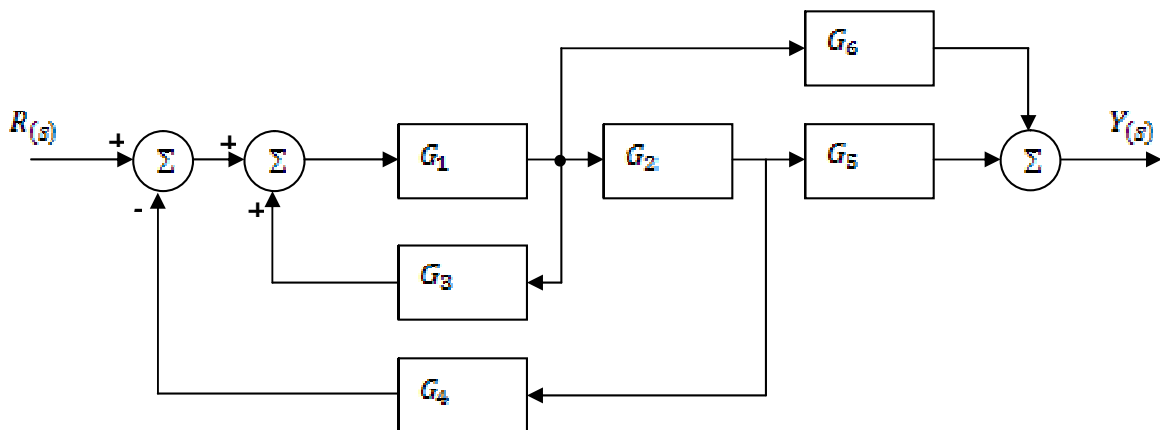 G₆
R₍s₎
+
Σ
+
Σ
G₁
G₂
G₅
Σ
Y₍s₎
-
+
G₃
G₄